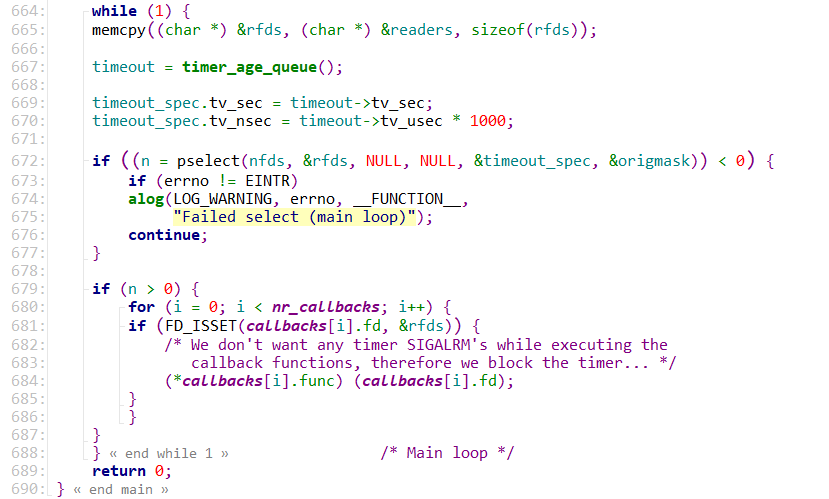 664: while (1) {
665: memcpy((char *) &rfds, (char *) &readers, sizeof(rfds));
666:
667: timeout = timer_age_queue();
668:
669: timeout_spec.tv_sec = timeout->tv_sec;
670: timeout_spec.tv_nsec = timeout->tv_usec * 1000;
671:
672: if ((n = pselect(nfds, &rfds, NULL, NULL, &timeout_spec, &origmask)) < 0) {
673: if (errno != EINTR)
674: alog(LOG_WARNING, errno, __FUNCTION__,
675: "Failed select (main loop)");
676: continue;
677: }
678:
679: if (n > 0) {
680: for (i = 0; i < nr_callbacks; i++) {
681: if (FD_ISSET(callbacks[i].fd, &rfds)) {
682: /* We don't want any timer SIGALRM's while executing the
683: callback functions, therefore we block the timer... */
684: (*callbacks[i].func) (callbacks[i].fd);
685: }
686: }
687: }
688: } « end while 1 » /* Main loop */
689: return 0;
690: } « end main »